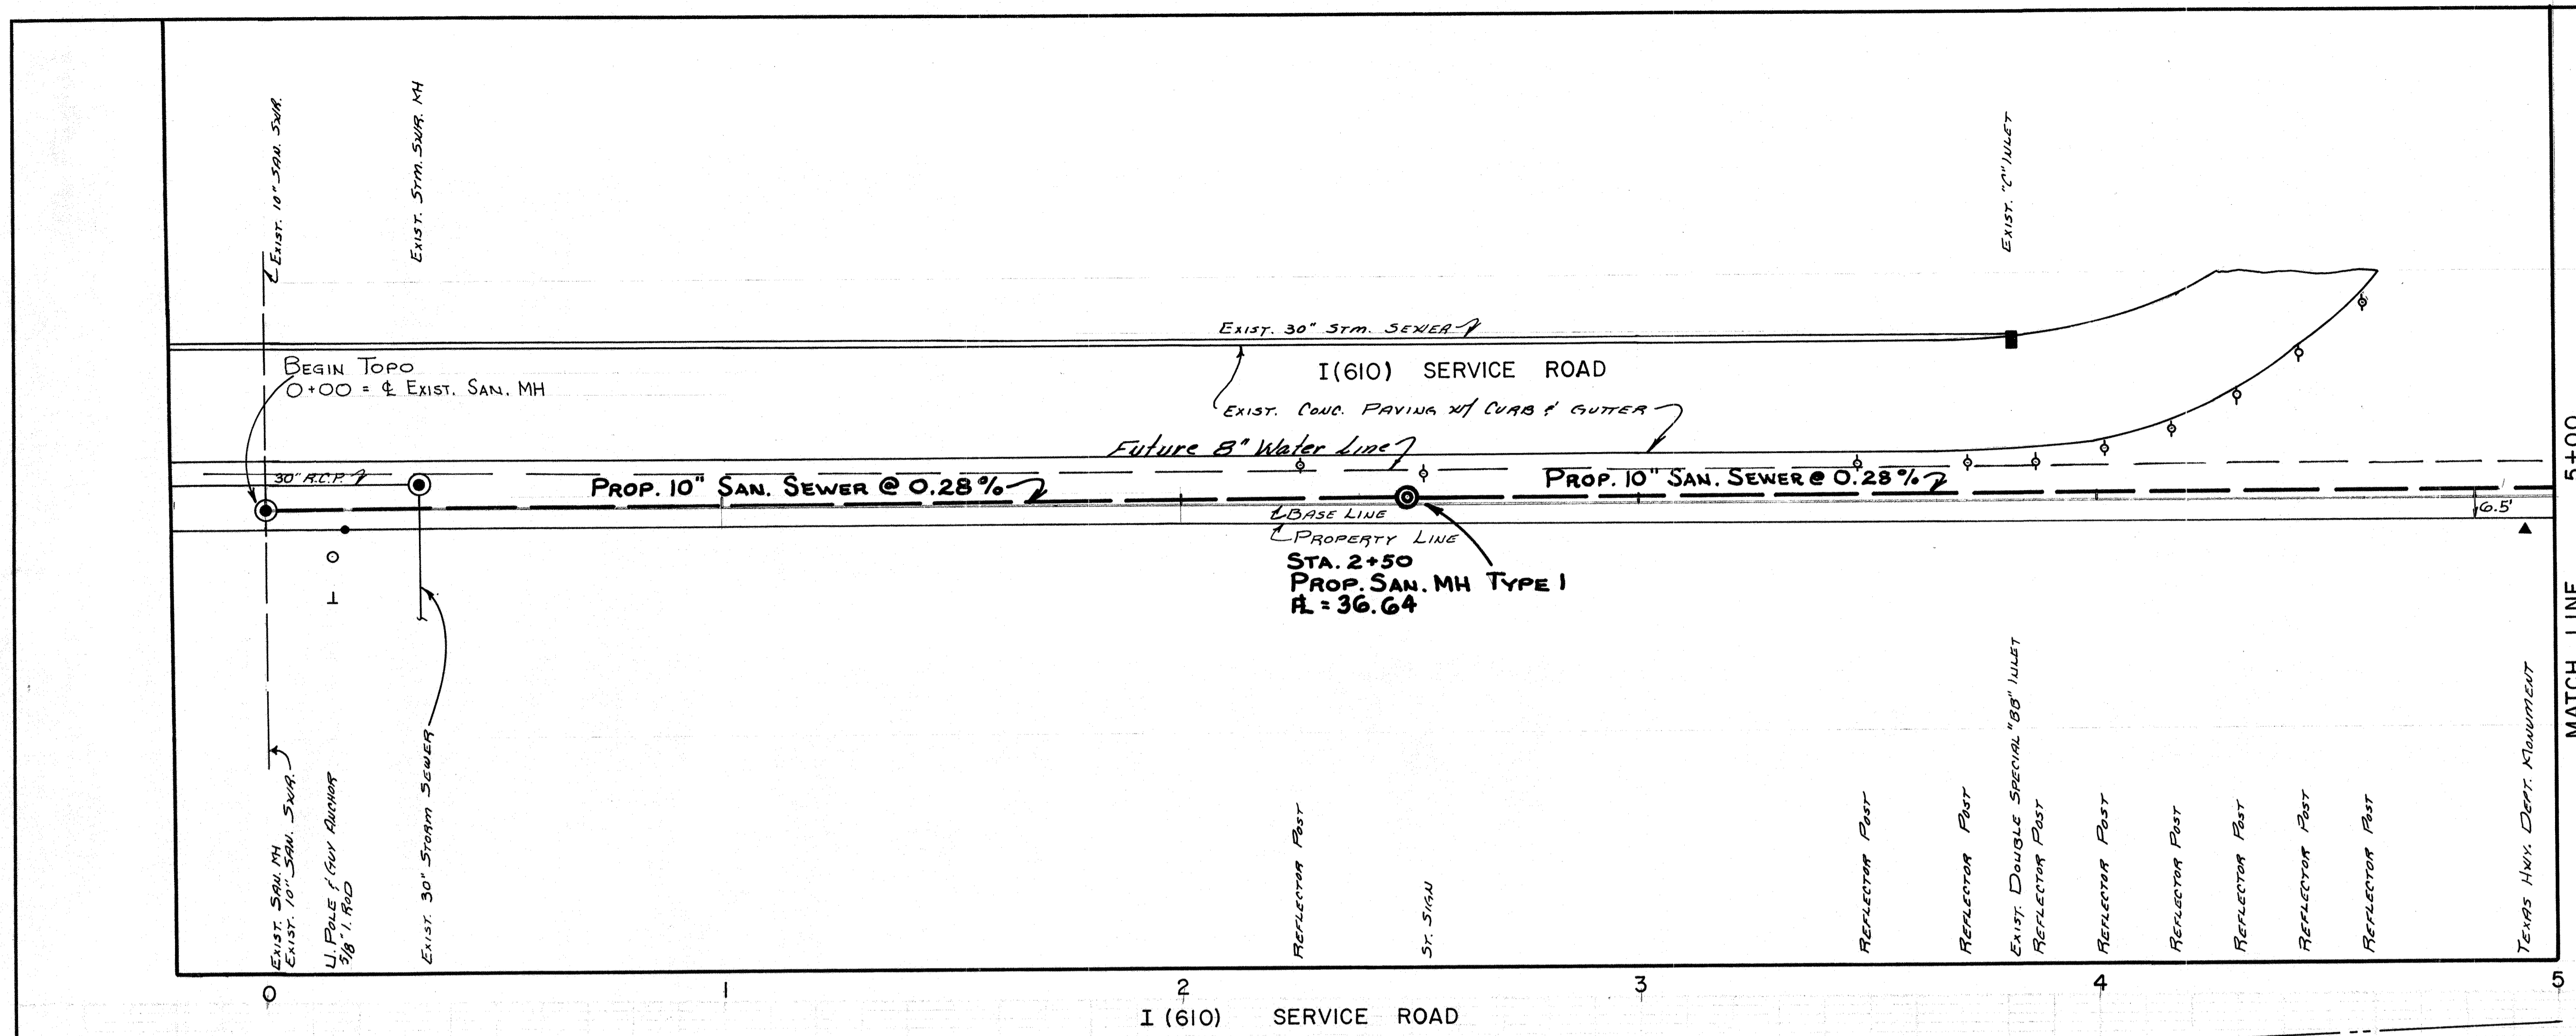 EXIST. 10" SAN. SWR.
EXIST. STM. SWR. MH
EXIST. "C" INLET
EXIST. 30" STM. SEWER
BEGIN TOPO
0+00 = ℄ EXIST. SAN. MH
I(610) SERVICE ROAD
EXIST. CONC. PAVING W/ CURB & GUTTER
Future 8" Water Line
30" R.C.P.
PROP. 10" SAN. SEWER @ 0.28%
PROP. 10" SAN. SEWER @ 0.28%
BASE LINE
PROPERTY LINE
6.5'
STA. 2+50
PROP. SAN. MH TYPE I
FL = 36.64
MATCH LINE 5+00
EXIST. SAN. MH
EXIST. 10" SAN. SWR.
U. POLE & GUY ANCHOR
5/8" I. ROD
EXIST. 30" STORM SEWER
REFLECTOR POST
ST. SIGN
REFLECTOR POST
REFLECTOR POST
EXIST. DOUBLE SPECIAL "BB" INLET
REFLECTOR POST
REFLECTOR POST
REFLECTOR POST
REFLECTOR POST
REFLECTOR POST
REFLECTOR POST
TEXAS HWY. DEPT. MONUMENT
0 1 2 3 4 5
I (610) SERVICE ROAD